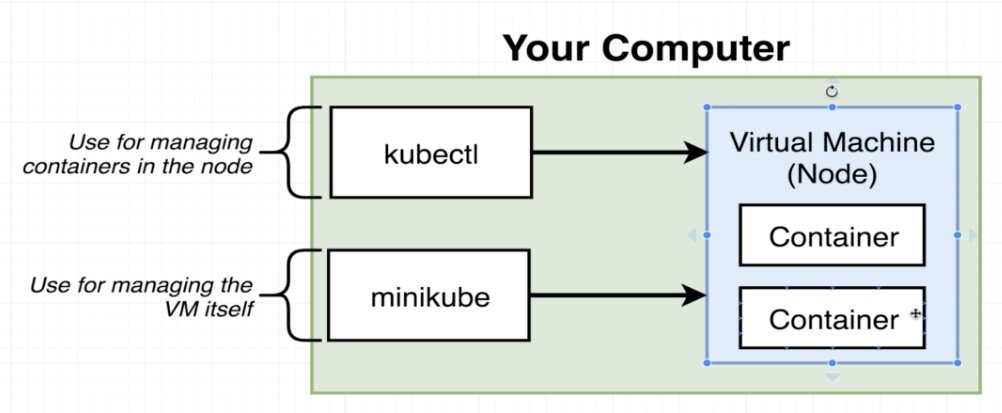 Your Computer
Use for managing
containers in the node
kubectl
Virtual Machine
(Node)
Container
Use for managing the
VM itself
minikube
Container